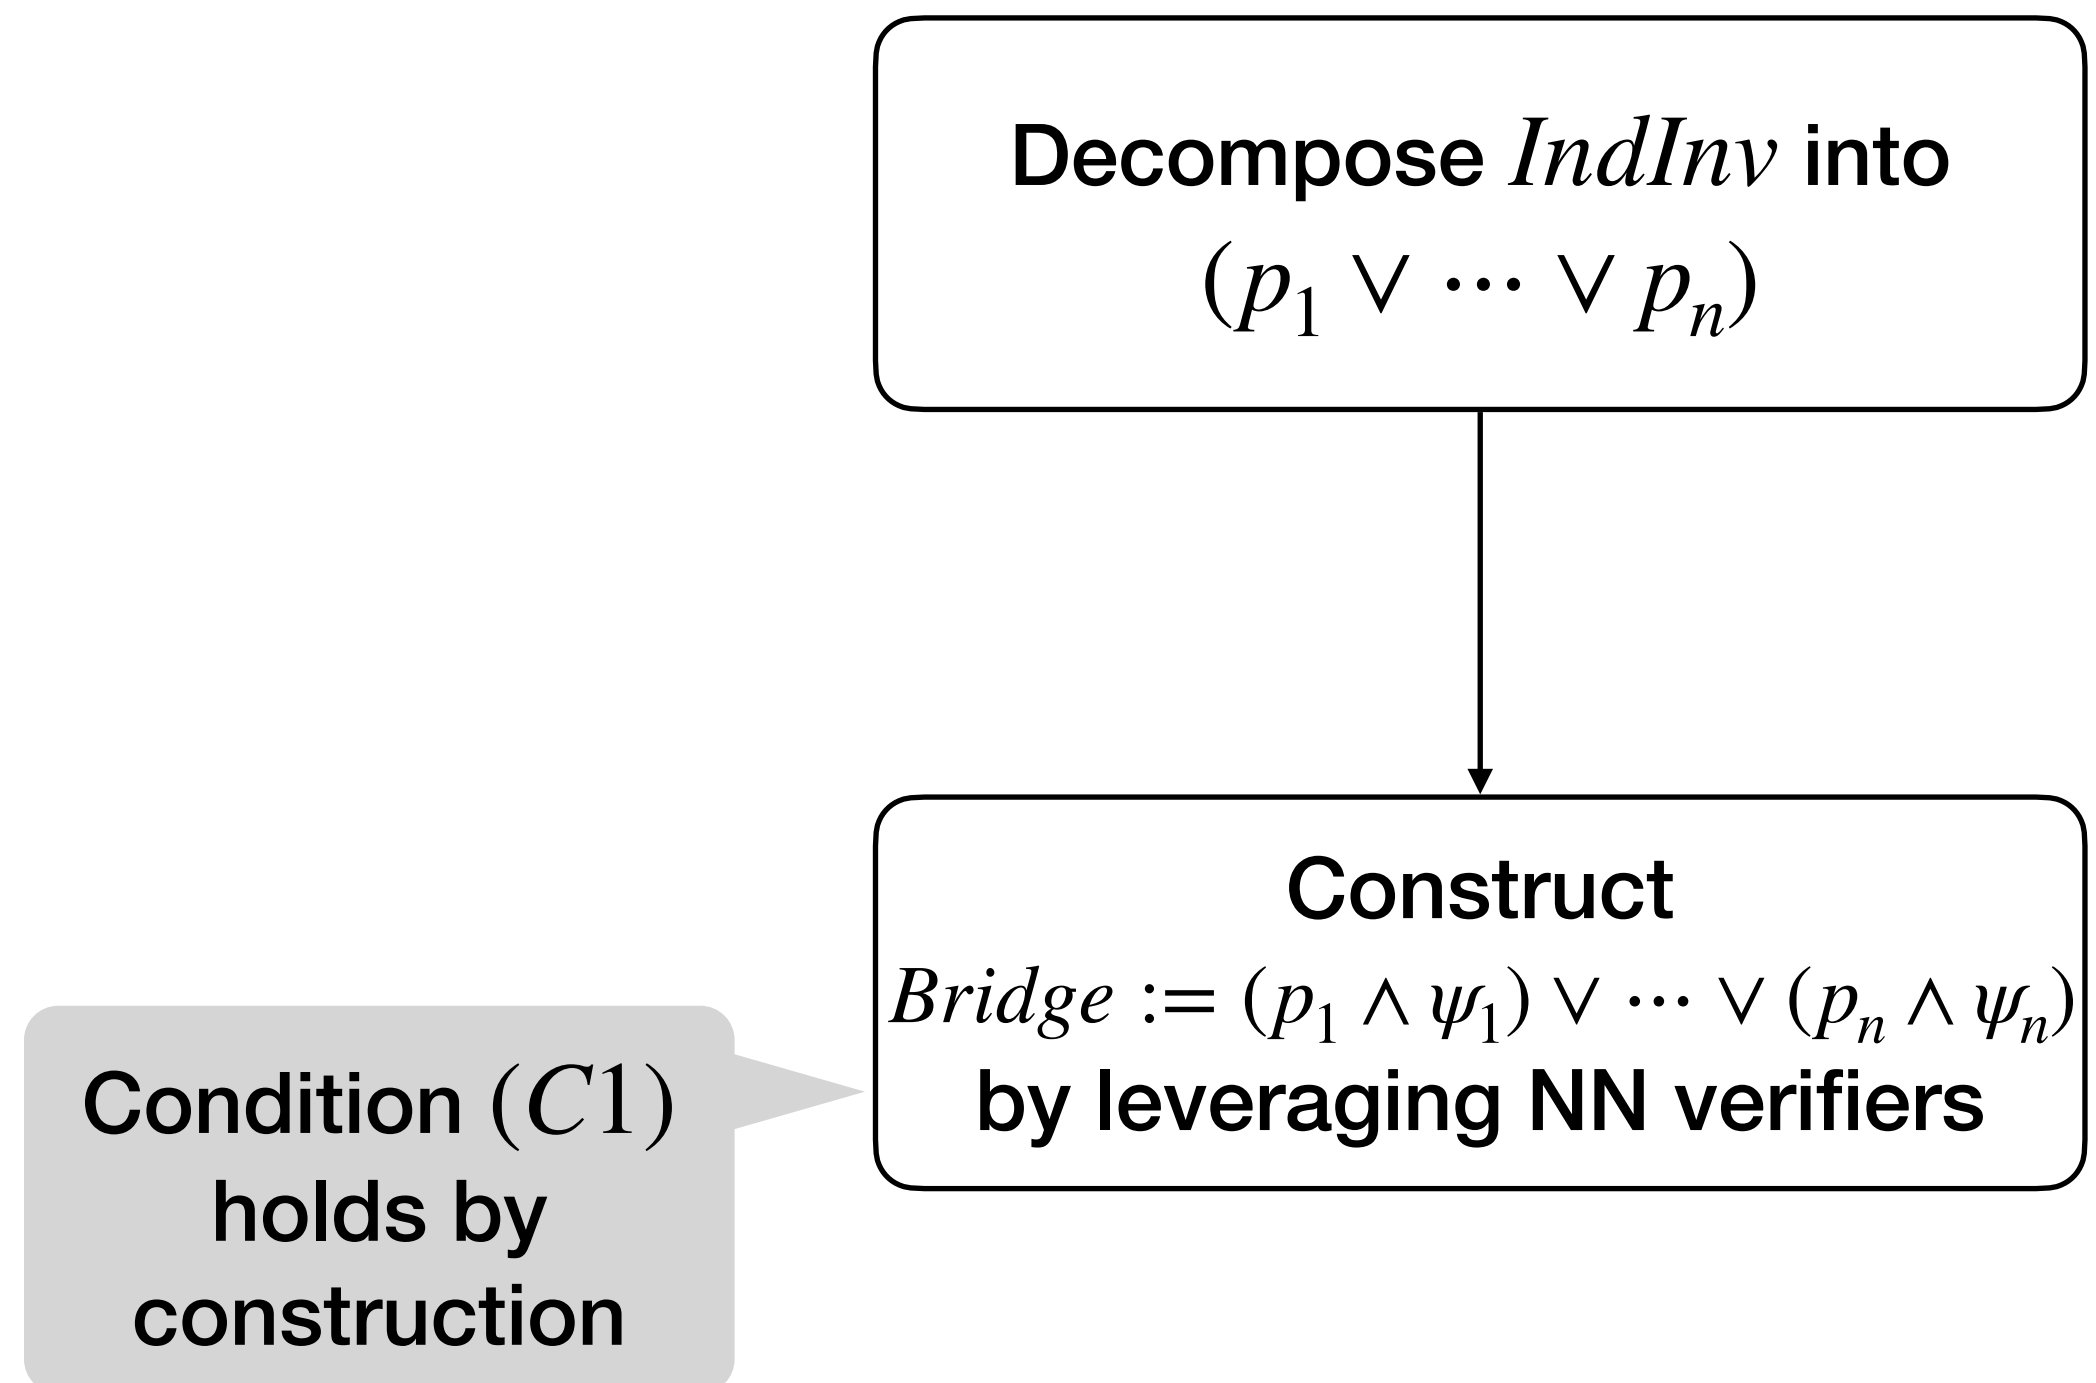 Decompose IndInv into
(p₁ ∨ ⋯ ∨ pₙ)
Construct
Bridge := (p₁ ∧ ψ₁) ∨ ⋯ ∨ (pₙ ∧ ψₙ)
by leveraging NN verifiers
Condition (C1)
holds by
construction